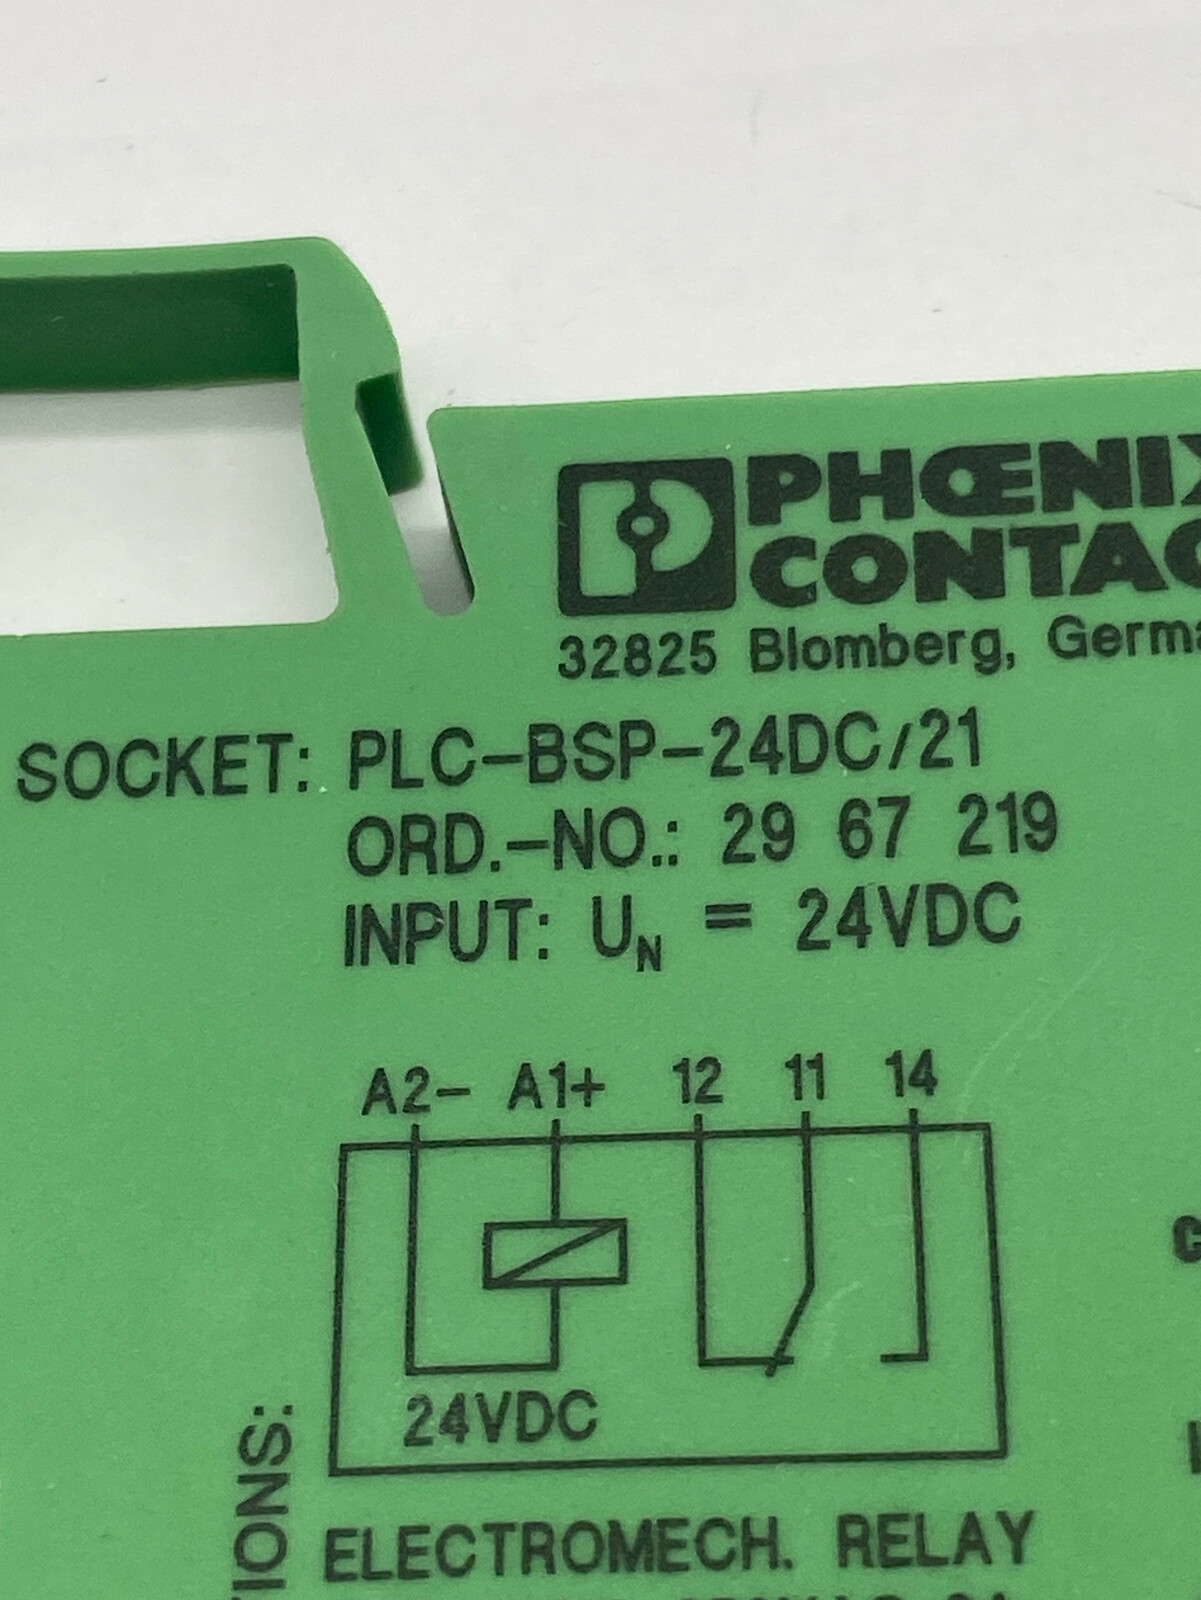 PHŒNIX
CONTAC
32825 Blomberg, Germa
SOCKET: PLC-BSP-24DC/21
ORD.-NO.: 29 67 219
INPUT: UN = 24VDC
A2- A1+ 12 11 14
24VDC
IONS:
ELECTROMECH. RELAY